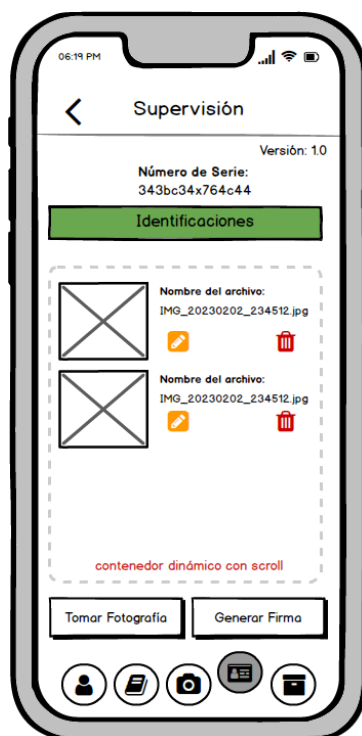 06:19 PM
Supervisión
Versión: 1.0
Número de Serie:
343bc34x764c44
Identificaciones
Nombre del archivo:
IMG_20230202_234512.jpg
Nombre del archivo:
IMG_20230202_234512.jpg
contenedor dinámico con scroll
Tomar Fotografía
Generar Firma